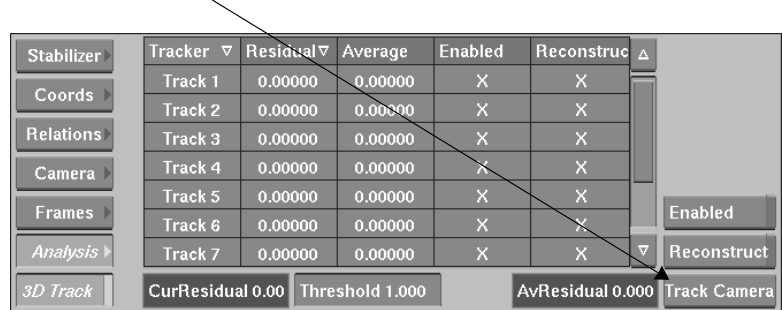 Stabilizer
Coords
Relations
Camera
Frames
Analysis
3D Track
Tracker Residual Average Enabled Reconstruc
Track 1 0.00000 0.00000 X X
Track 2 0.00000 0.00000 X X
Track 3 0.00000 0.00000 X X
Track 4 0.00000 0.00000 X X
Track 5 0.00000 0.00000 X X
Track 6 0.00000 0.00000 X X
Track 7 0.00000 0.00000 X X
CurResidual 0.00 Threshold 1.000 AvResidual 0.000
Enabled
Reconstruct
Track Camera